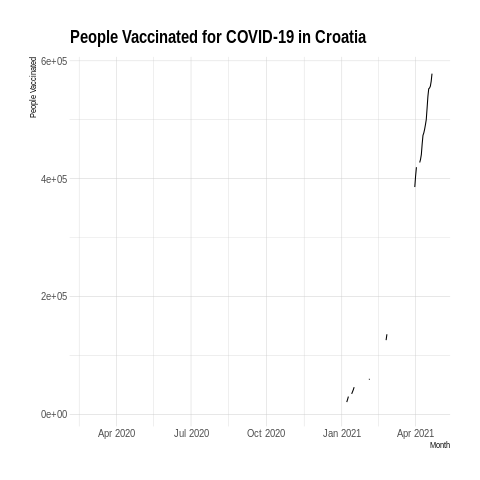 People Vaccinated for COVID-19 in Croatia
People Vaccinated
6e+05
4e+05
2e+05
0e+00
Apr 2020
Jul 2020
Oct 2020
Jan 2021
Apr 2021
Month